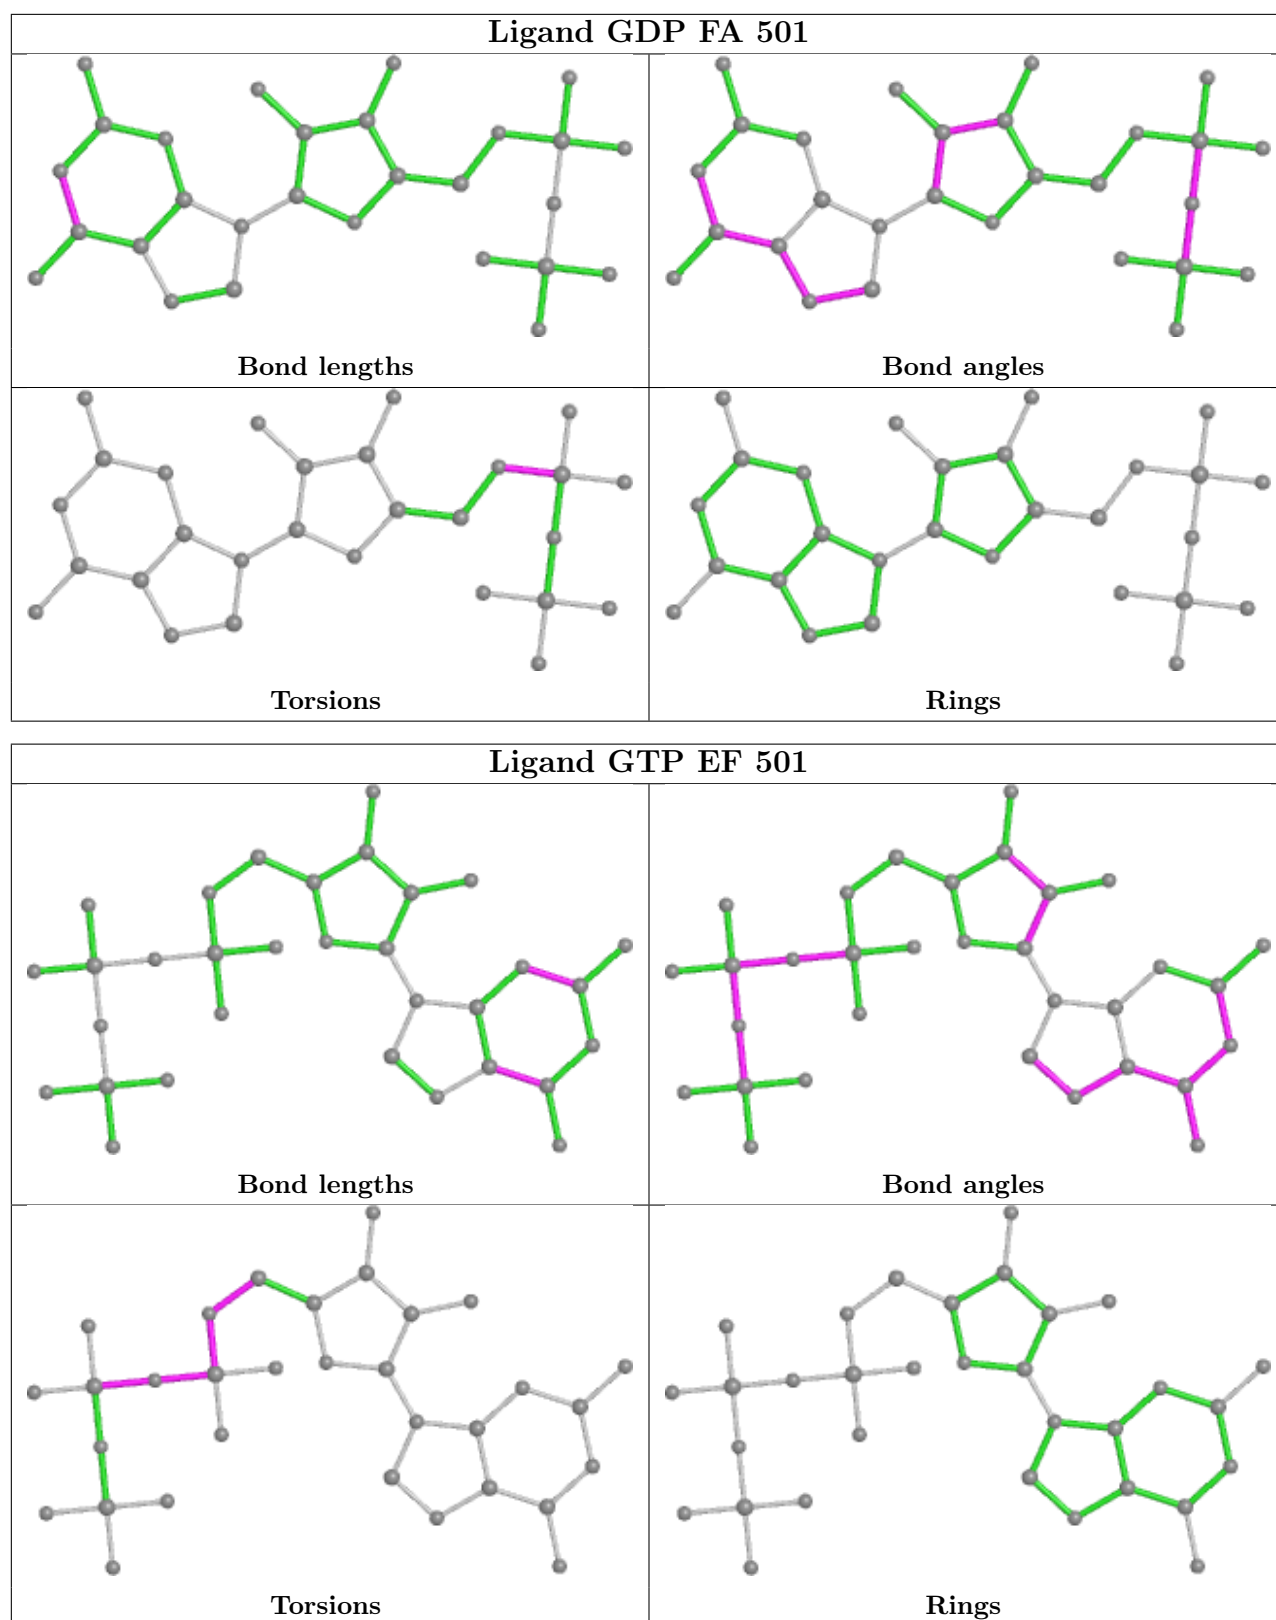 Ligand GDP FA 501
Bond lengths
Bond angles
Torsions
Rings
Ligand GTP EF 501
Bond lengths
Bond angles
Torsions
Rings